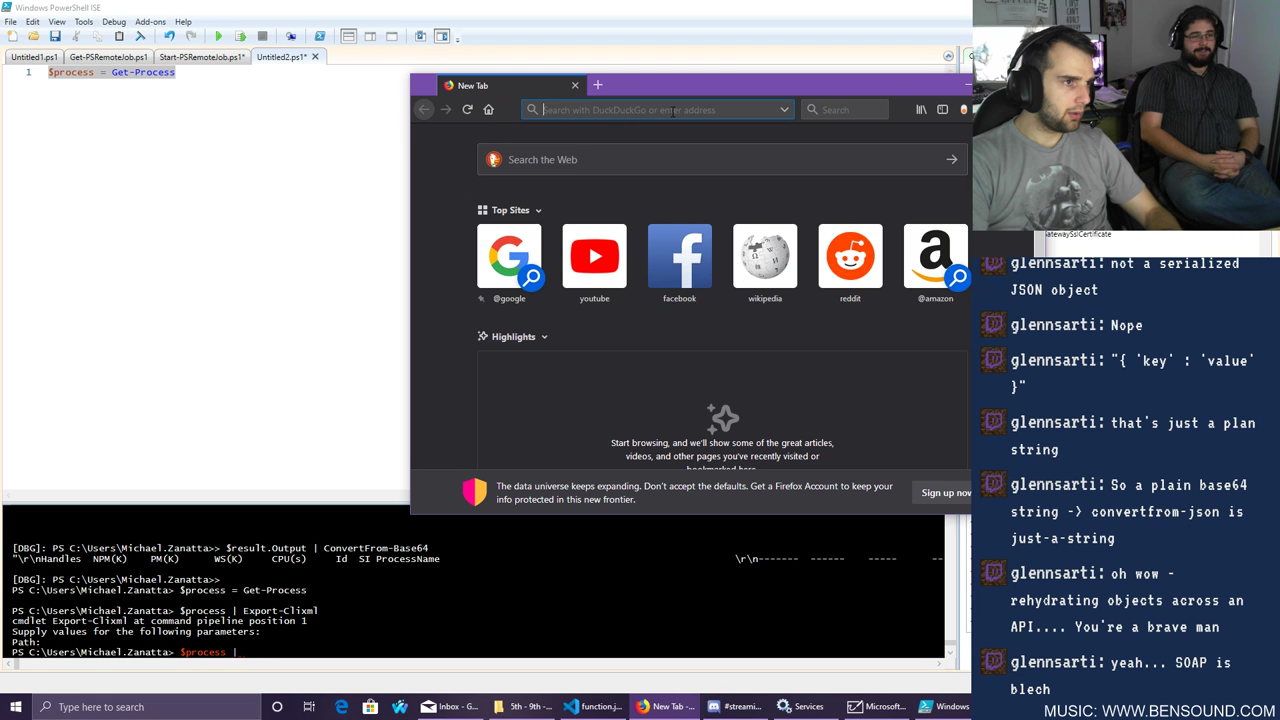 Windows PowerShell ISE
File Edit View Tools Debug Add-ons Help
Untitled1.ps1 Get-PSRemoteJob.ps1 Start-PSRemoteJob.ps1* Untitled2.ps1*
1 $process = Get-Process
New Tab
Search with DuckDuckGo or enter address
Search
Search the Web
Top Sites
@google youtube facebook wikipedia reddit @amazon
Highlights
Start browsing, and we'll show some of the great articles,
videos, and other pages you've recently visited or
bookmarked here.
The data universe keeps expanding. Don't accept the defaults. Get a Firefox Account to keep your
info protected in this new frontier.
Sign up now
[DBG]: PS C:\Users\Michael.Zanatta>> $result.Output | ConvertFrom-Base64
"\r\nHandles NPM(K) PM(K) WS(K) CPU(s) Id SI ProcessName \r\n------- ------ ----- --
[DBG]: PS C:\Users\Michael.Zanatta>>
PS C:\Users\Michael.Zanatta> $process = Get-Process
PS C:\Users\Michael.Zanatta> $process | Export-Clixml
cmdlet Export-Clixml at command pipeline position 1
Supply values for the following parameters:
Path:
PS C:\Users\Michael.Zanatta> $process |
atewaySslCertificate
glennsarti: not a serialized
JSON object
glennsarti: Nope
glennsarti: "{ 'key' : 'value'
}"
glennsarti: that's just a plan
string
glennsarti: So a plain base64
string -> convertfrom-json is
just-a-string
glennsarti: oh wow -
rehydrating objects across an
API.... You're a brave man
glennsarti: yeah... SOAP is
blech
MUSIC: WWW.BENSOUND.COM
Type here to search
Inbox - G... 5th - 9th -... function.j... New Tab -... #streami... Services Microsoft... Windows